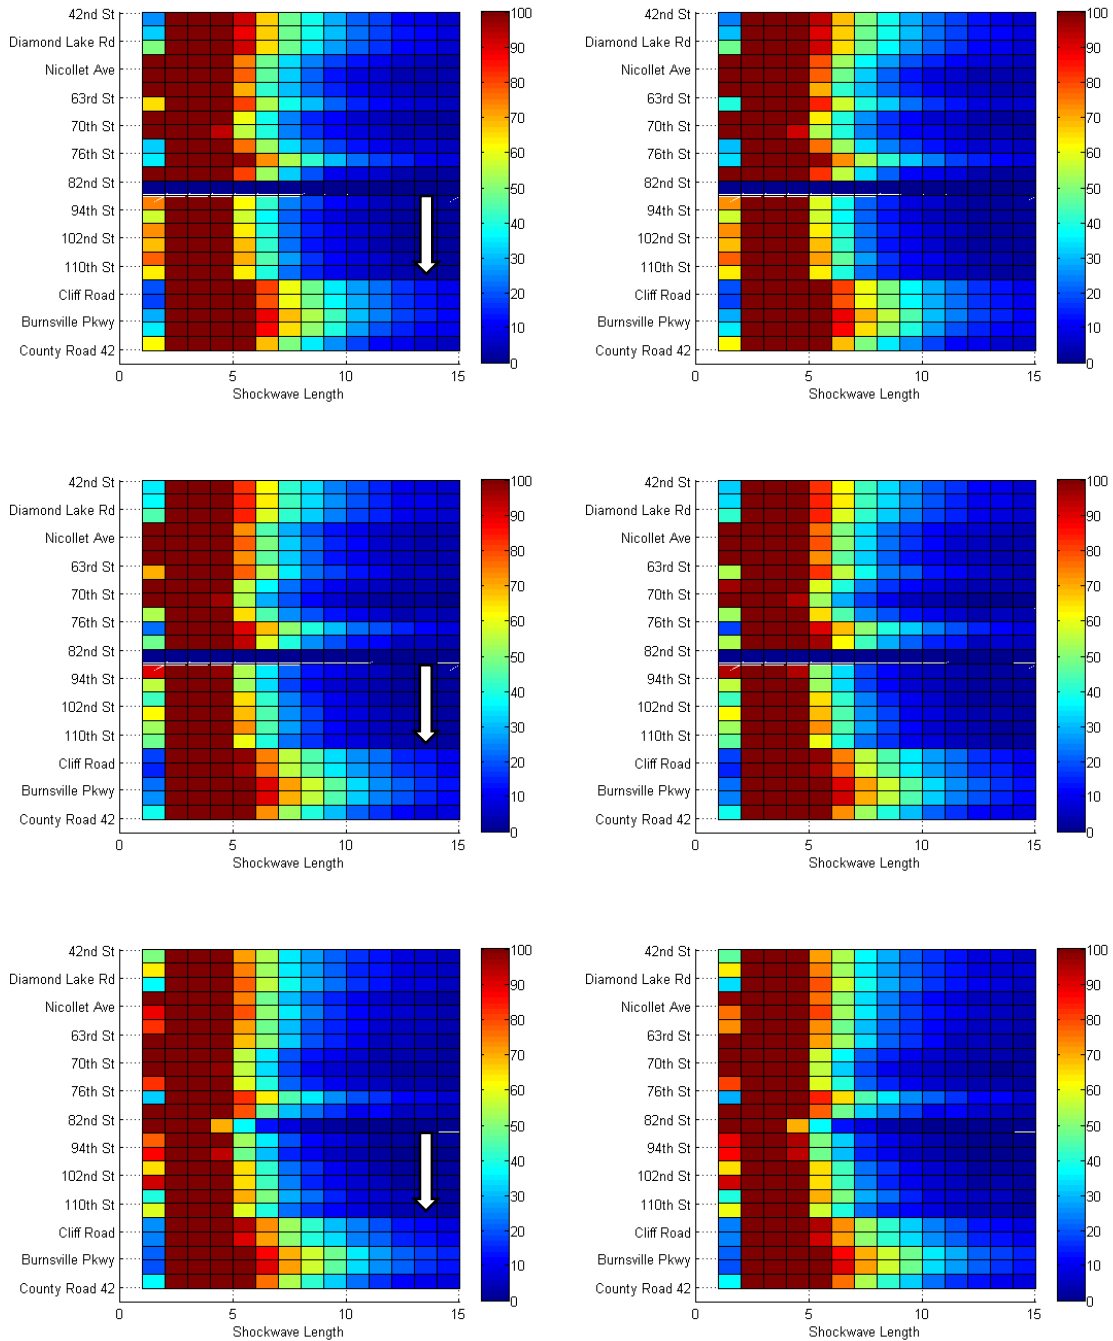 42nd St
Diamond Lake Rd
Nicollet Ave
63rd St
70th St
76th St
82nd St
94th St
102nd St
110th St
Cliff Road
Burnsville Pkwy
County Road 42
0 5 10 15
Shockwave Length
100
90
80
70
60
50
40
30
20
10
0
42nd St
Diamond Lake Rd
Nicollet Ave
63rd St
70th St
76th St
82nd St
94th St
102nd St
110th St
Cliff Road
Burnsville Pkwy
County Road 42
0 5 10 15
Shockwave Length
100
90
80
70
60
50
40
30
20
10
0
42nd St
Diamond Lake Rd
Nicollet Ave
63rd St
70th St
76th St
82nd St
94th St
102nd St
110th St
Cliff Road
Burnsville Pkwy
County Road 42
0 5 10 15
Shockwave Length
100
90
80
70
60
50
40
30
20
10
0
42nd St
Diamond Lake Rd
Nicollet Ave
63rd St
70th St
76th St
82nd St
94th St
102nd St
110th St
Cliff Road
Burnsville Pkwy
County Road 42
0 5 10 15
Shockwave Length
100
90
80
70
60
50
40
30
20
10
0
42nd St
Diamond Lake Rd
Nicollet Ave
63rd St
70th St
76th St
82nd St
94th St
102nd St
110th St
Cliff Road
Burnsville Pkwy
County Road 42
0 5 10 15
Shockwave Length
100
90
80
70
60
50
40
30
20
10
0
42nd St
Diamond Lake Rd
Nicollet Ave
63rd St
70th St
76th St
82nd St
94th St
102nd St
110th St
Cliff Road
Burnsville Pkwy
County Road 42
0 5 10 15
Shockwave Length
100
90
80
70
60
50
40
30
20
10
0